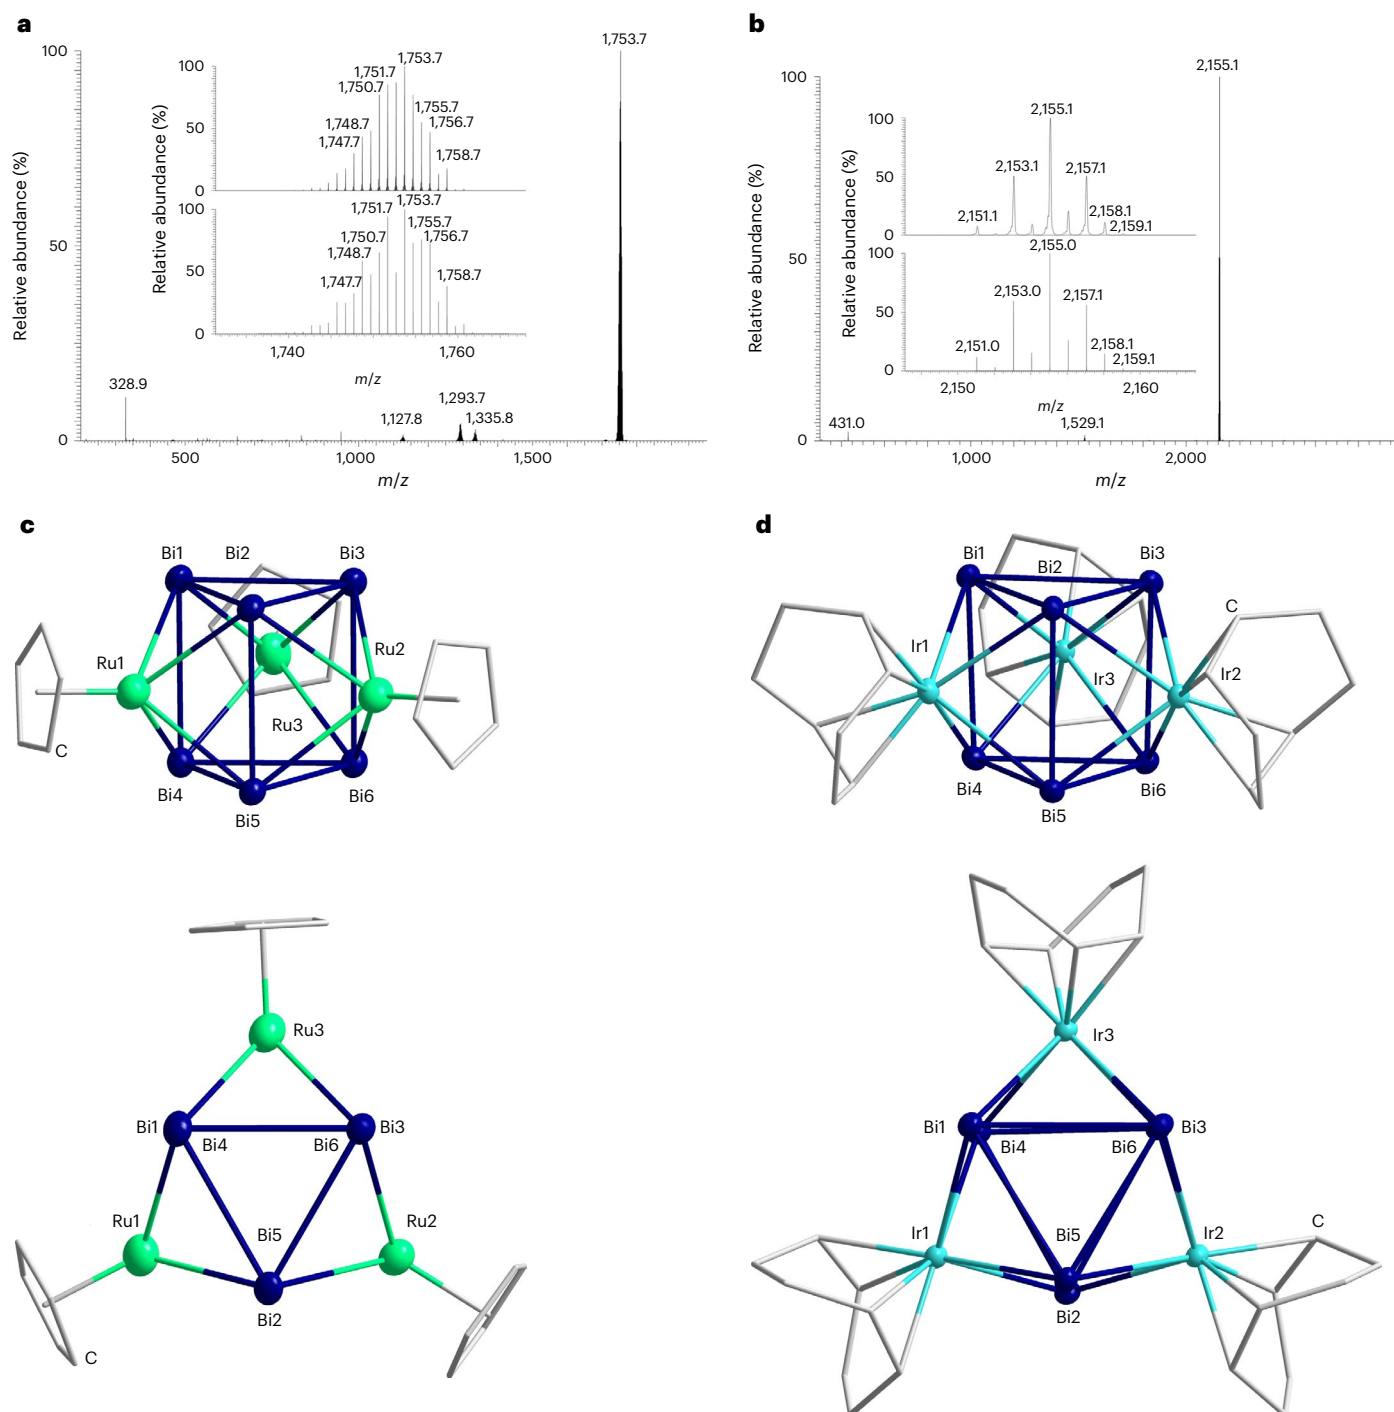 a
Relative abundance (%)
100
50
0
328.9
1,127.8
1,293.7
1,335.8
1,753.7
500
1,000
1,500
m/z
Relative abundance (%)
100
50
0
1,747.7
1,748.7
1,750.7
1,751.7
1,753.7
1,755.7
1,756.7
1,758.7
Relative abundance (%)
100
50
0
1,747.7
1,748.7
1,750.7
1,751.7
1,753.7
1,755.7
1,756.7
1,758.7
1,740
1,760
m/z
b
Relative abundance (%)
100
50
0
431.0
1,529.1
2,155.1
1,000
2,000
m/z
Relative abundance (%)
100
50
0
2,151.1
2,153.1
2,155.1
2,157.1
2,158.1
2,159.1
Relative abundance (%)
100
50
0
2,151.0
2,153.0
2,155.0
2,157.1
2,158.1
2,159.1
2,150
2,160
m/z
c
Bi1
Bi2
Bi3
Ru1
Ru2
Ru3
C
Bi4
Bi5
Bi6
Ru3
Bi1
Bi4
Bi6
Bi3
Ru1
Bi5
Ru2
Bi2
C
d
Bi1
Bi2
Bi3
C
Ir1
Ir3
Ir2
Bi4
Bi5
Bi6
Ir3
Bi1
Bi4
Bi6
Bi3
Ir1
Bi5
Ir2
C
Bi2